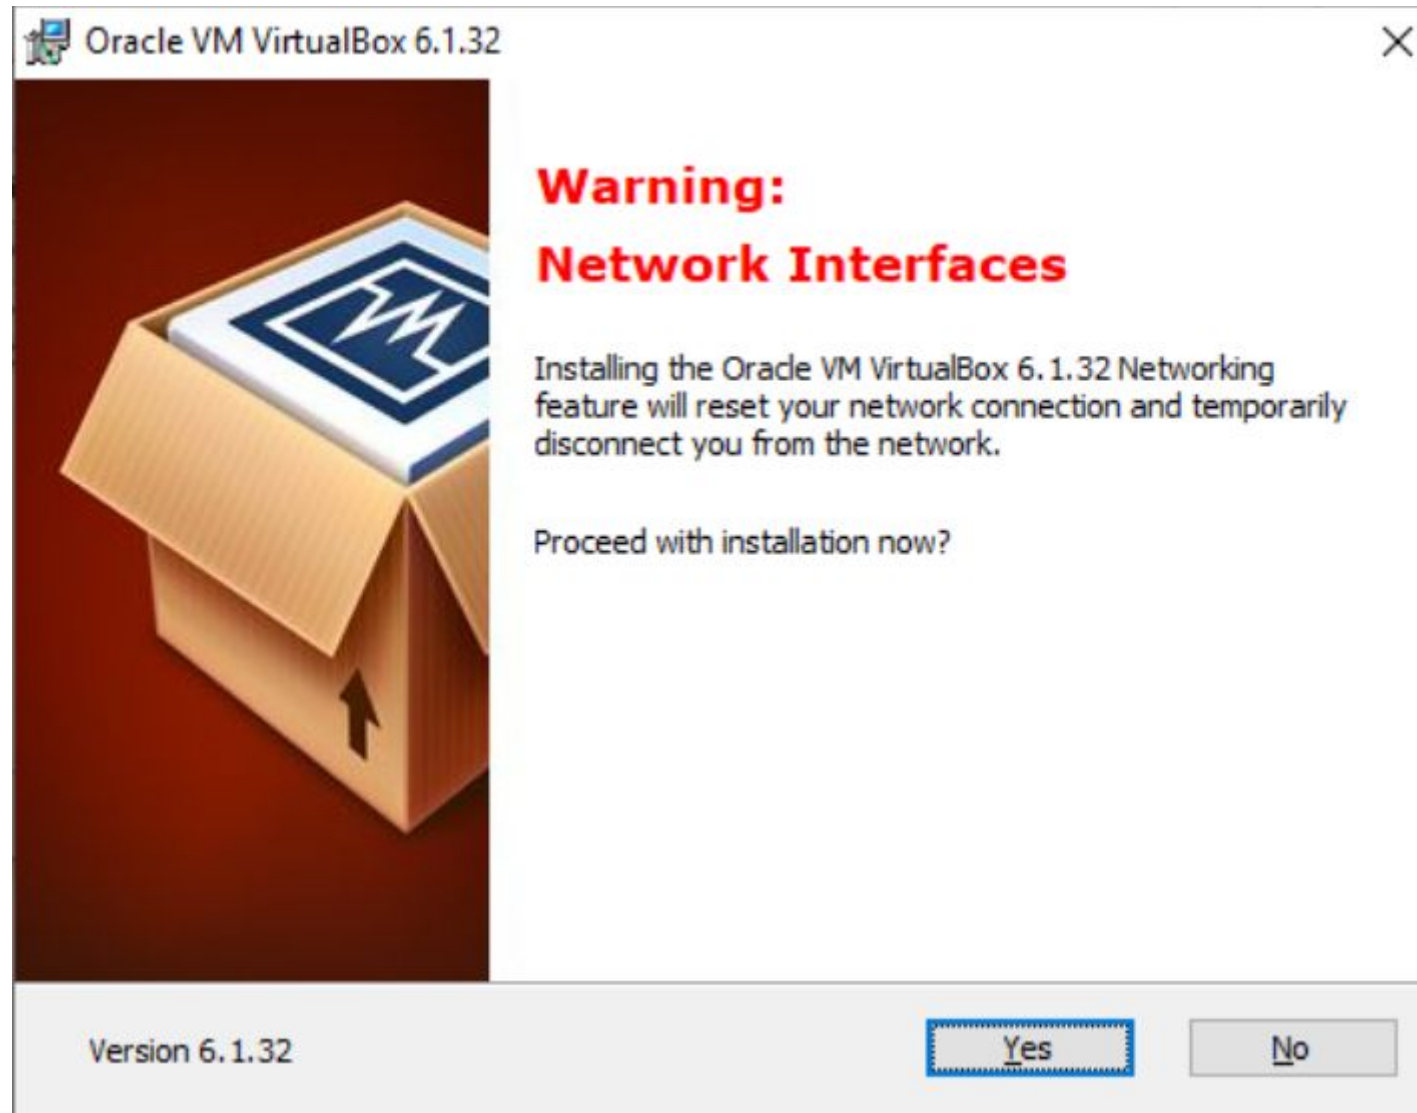 Oracle VM VirtualBox 6.1.32
Warning:
Network Interfaces
Installing the Oracle VM VirtualBox 6.1.32 Networking
feature will reset your network connection and temporarily
disconnect you from the network.
Proceed with installation now?
Version 6.1.32
Yes
No